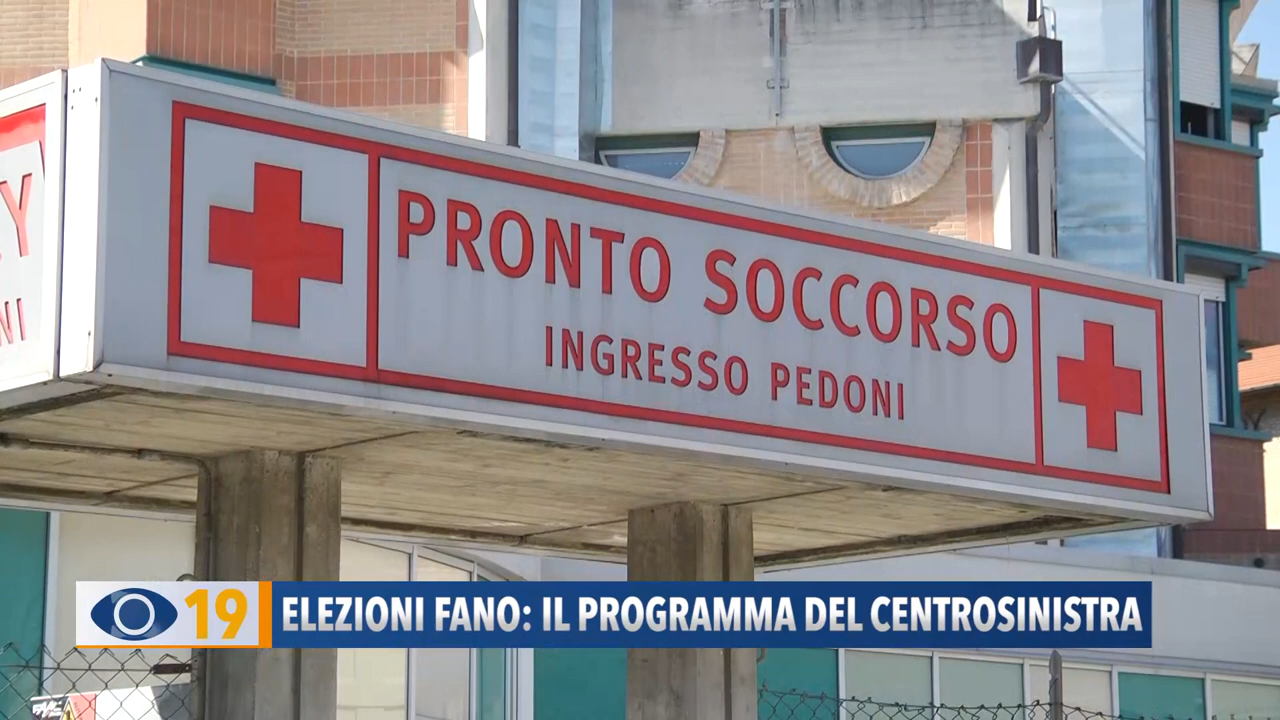 PRONTO SOCCORSO
INGRESSO PEDONI
19 ELEZIONI FANO: IL PROGRAMMA DEL CENTROSINISTRA